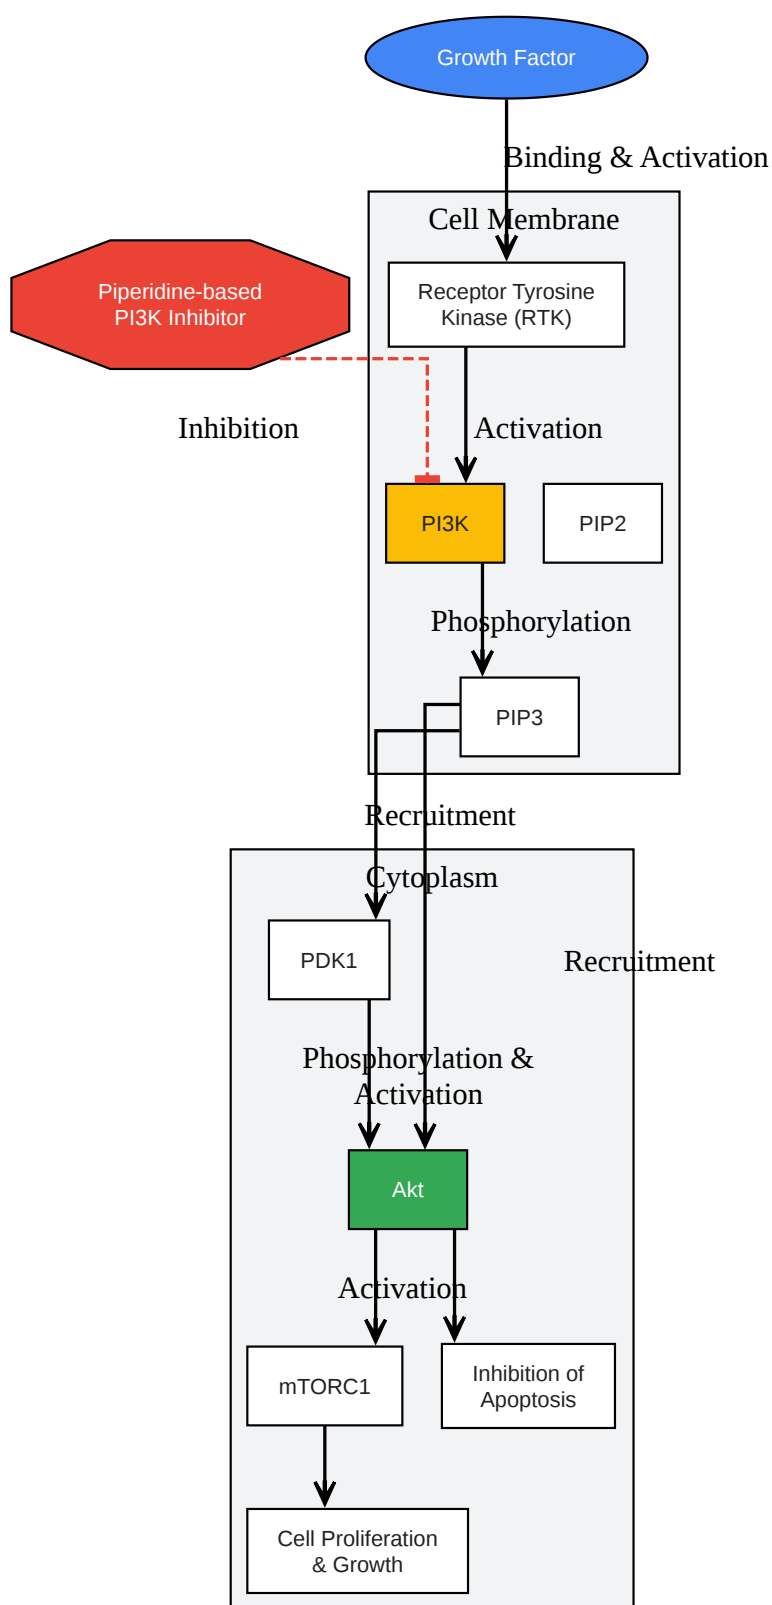 Growth Factor
Binding & Activation
Cell Membrane
Piperidine-based
PI3K Inhibitor
Receptor Tyrosine
Kinase (RTK)
Inhibition
Activation
PI3K
PIP2
Phosphorylation
PIP3
Recruitment
Cytoplasm
PDK1
Recruitment
Phosphorylation &
Activation
Akt
Activation
mTORC1
Inhibition of
Apoptosis
Cell Proliferation
& Growth